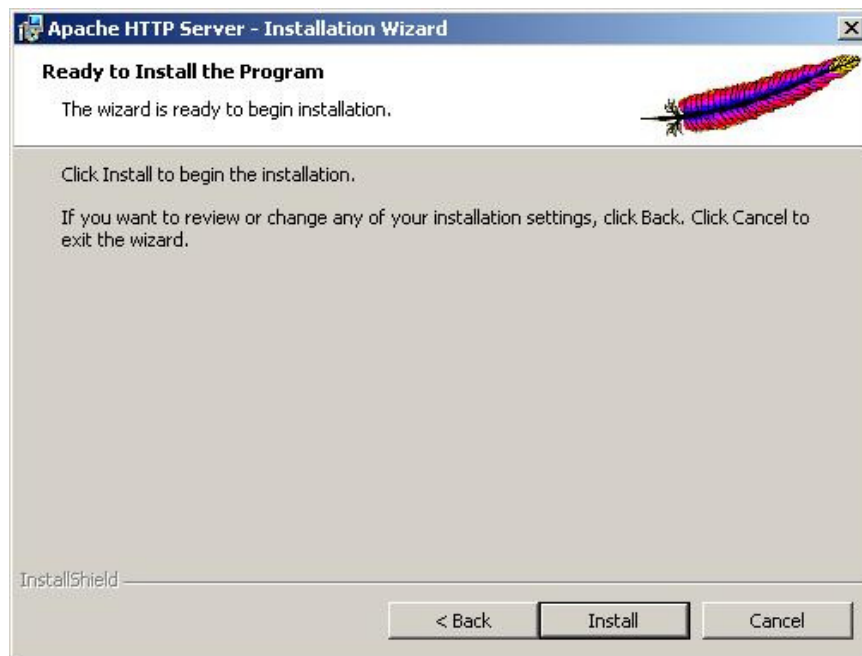 Apache HTTP Server - Installation Wizard
Ready to Install the Program
The wizard is ready to begin installation.
Click Install to begin the installation.
If you want to review or change any of your installation settings, click Back. Click Cancel to
exit the wizard.
InstallShield
< Back Install Cancel